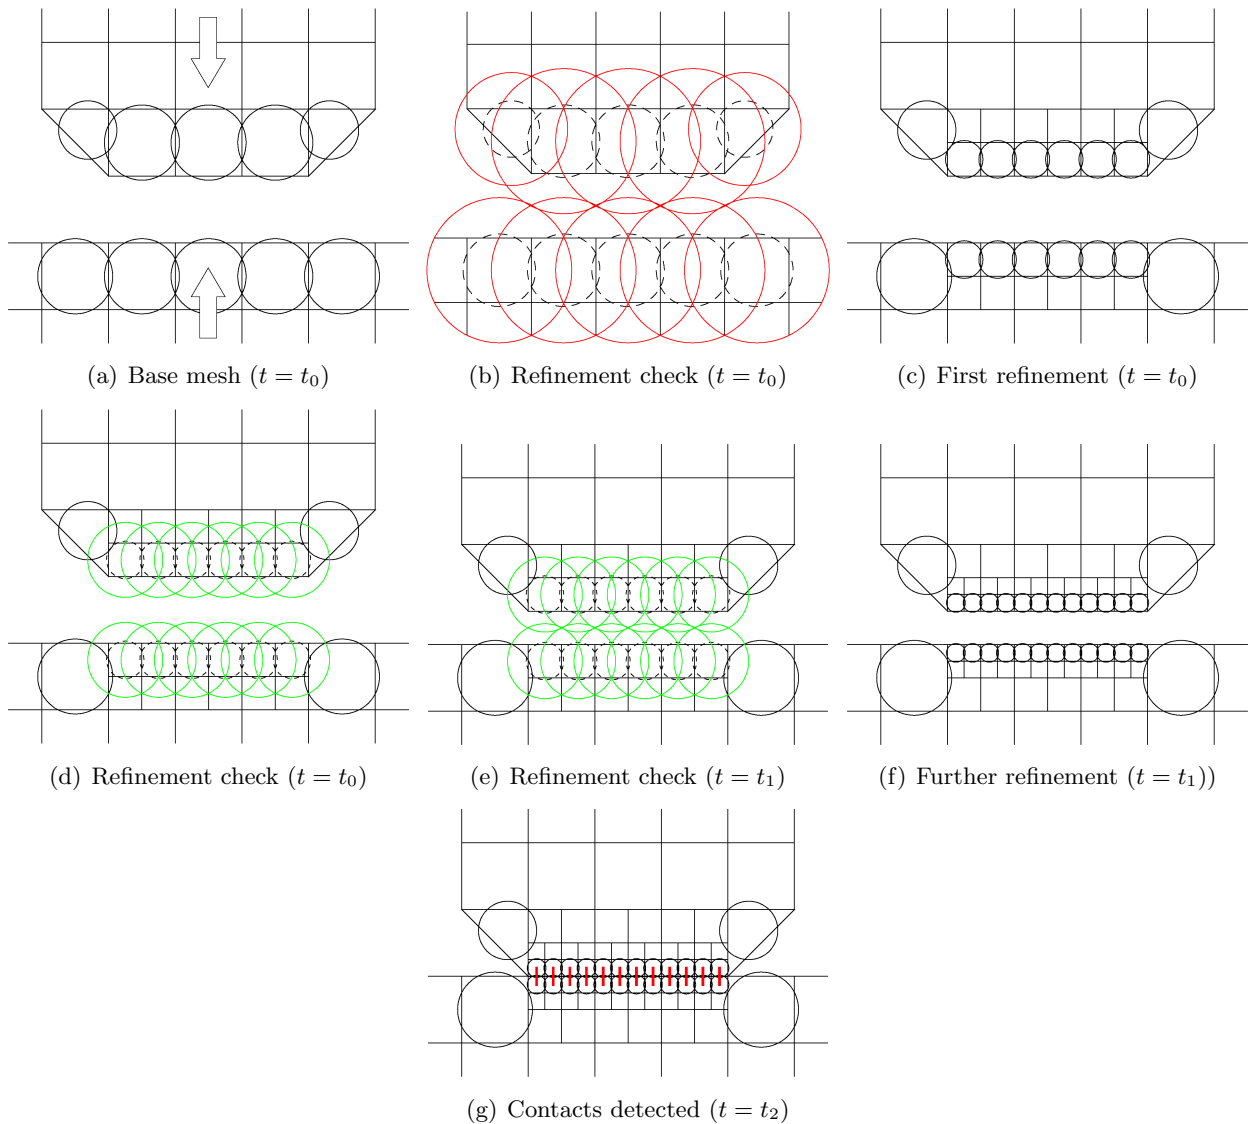 (a) Base mesh (t = t₀)
(b) Refinement check (t = t₀)
(c) First refinement (t = t₀)
(d) Refinement check (t = t₀)
(e) Refinement check (t = t₁)
(f) Further refinement (t = t₁))
(g) Contacts detected (t = t₂)